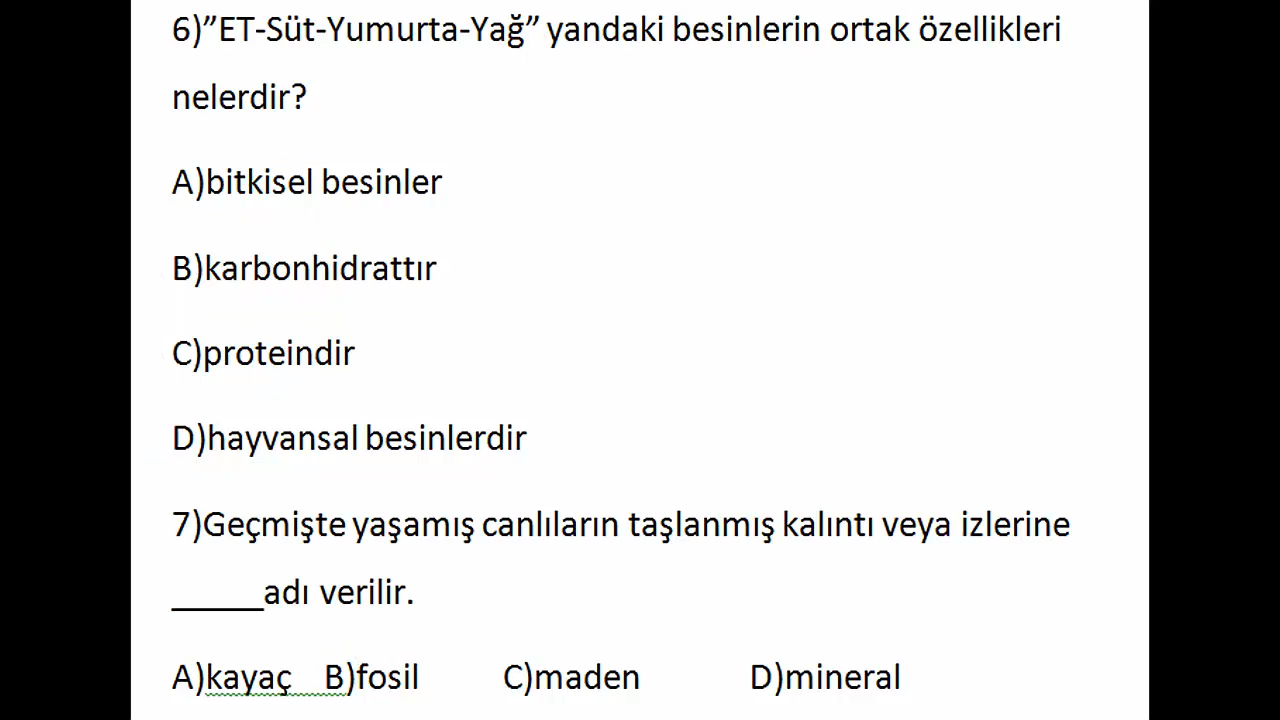 6)”ET-Süt-Yumurta-Yağ” yandaki besinlerin ortak özellikleri
nelerdir?
A)bitkisel besinler
B)karbonhidrattır
C)proteindir
D)hayvansal besinlerdir
7)Geçmişte yaşamış canlıların taşlanmış kalıntı veya izlerine
_____adı verilir.
A)kayaç B)fosil C)maden D)mineral